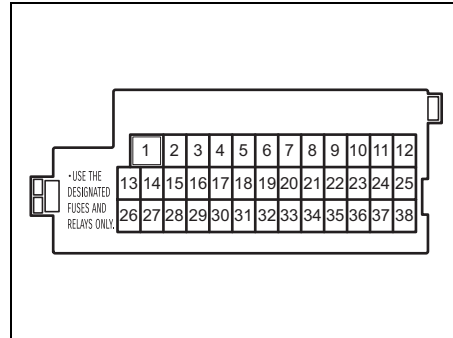 1 2 3 4 5 6 7 8 9 10 11 12
•USE THE
DESIGNATED
FUSES AND
RELAYS ONLY.
13 14 15 16 17 18 19 20 21 22 23 24 25
26 27 28 29 30 31 32 33 34 35 36 37 38